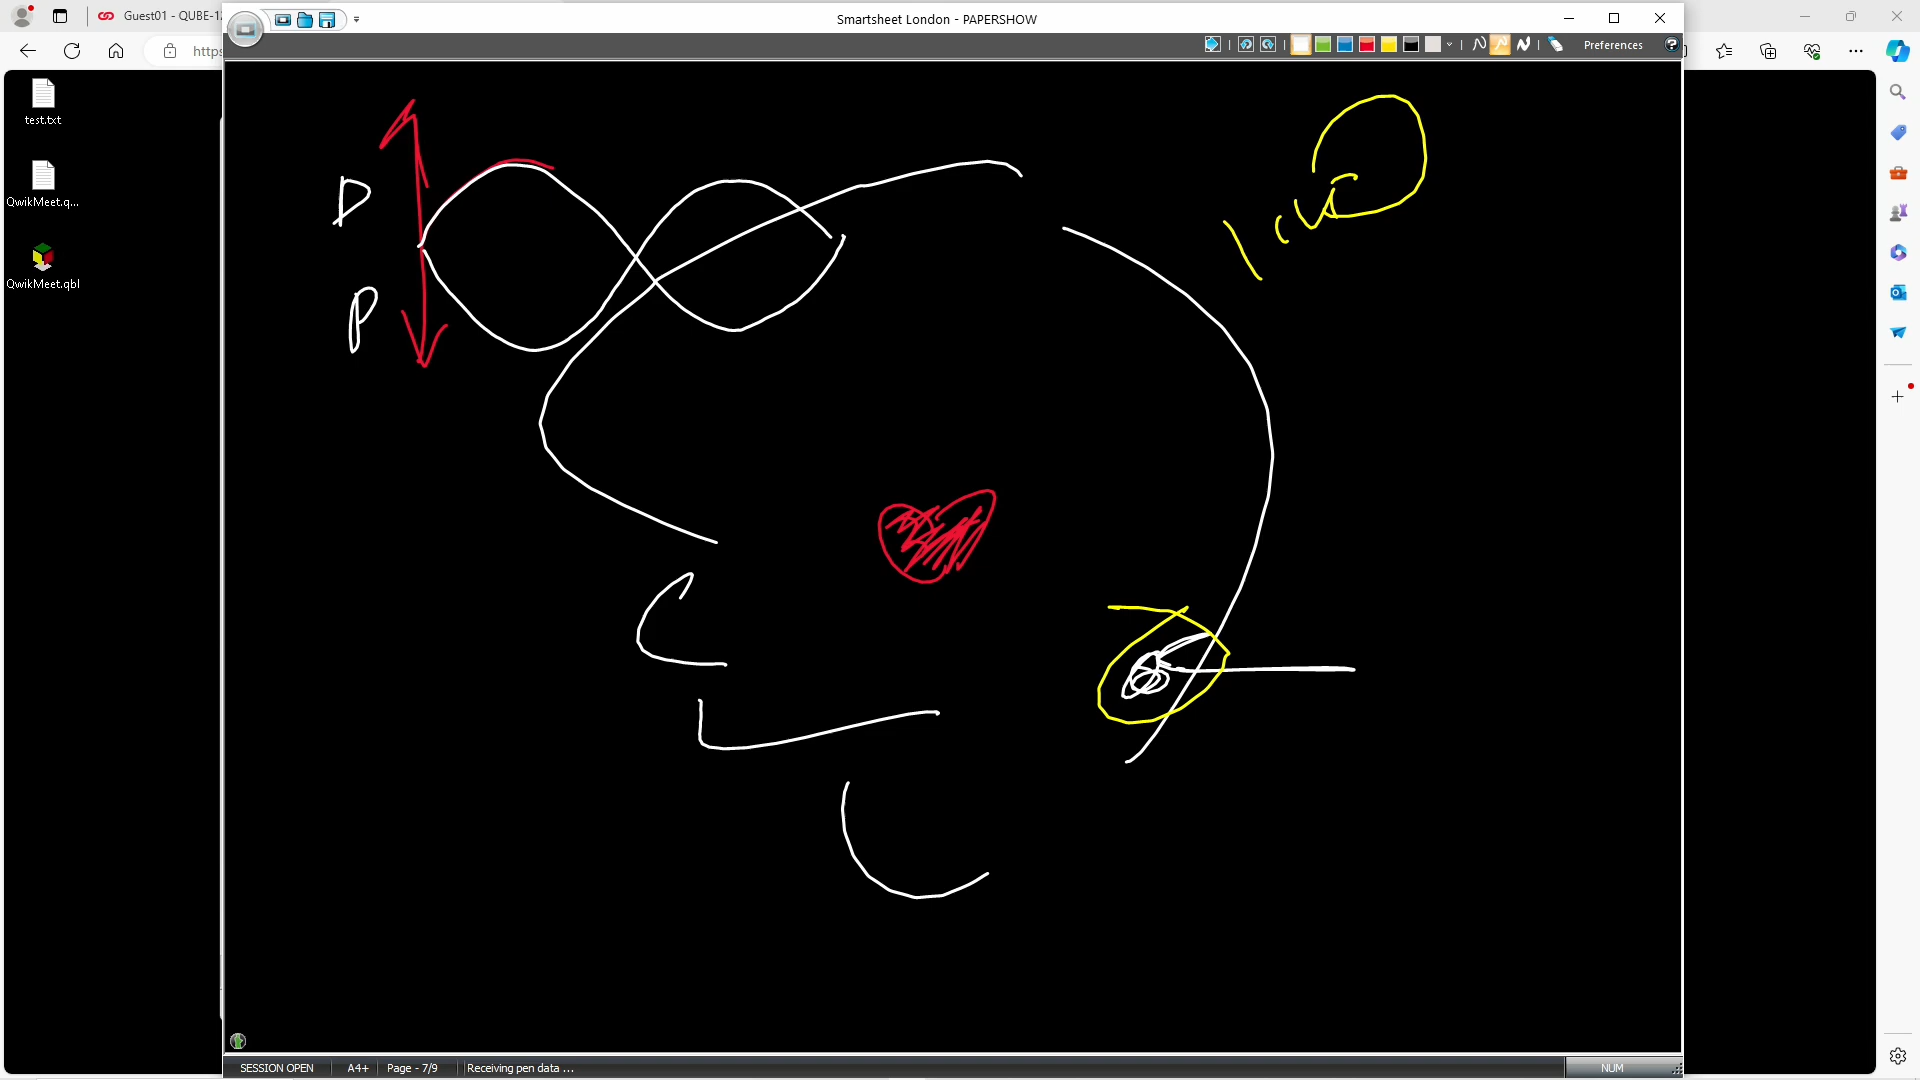 Guest01 - QUBE-12
https
Smartsheet London - PAPERSHOW
Preferences
test.txt
QwikMeet.q...
QwikMeet.qbl
D
P
SESSION OPEN
A4+
Page - 7/9
Receiving pen data ...
NUM